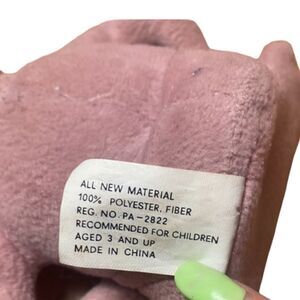 ALL NEW MATERIAL
100% POLYESTER, FIBER
REG. NO. PA-2822
RECOMMENDED FOR CHILDREN
AGED 3 AND UP
MADE IN CHINA